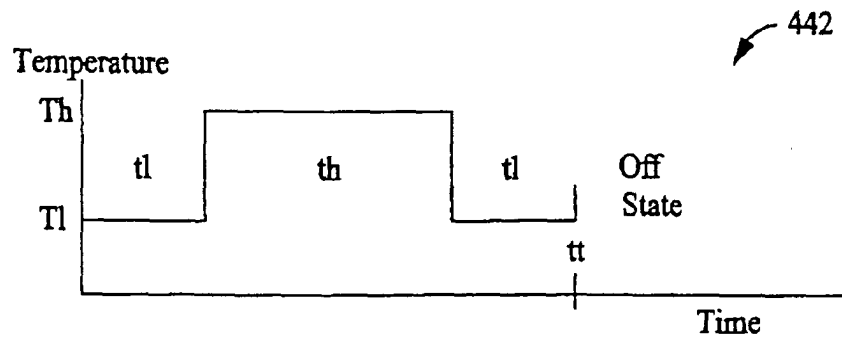 442
Temperature
Th
tl th tl Off
State
Tl
tt
Time